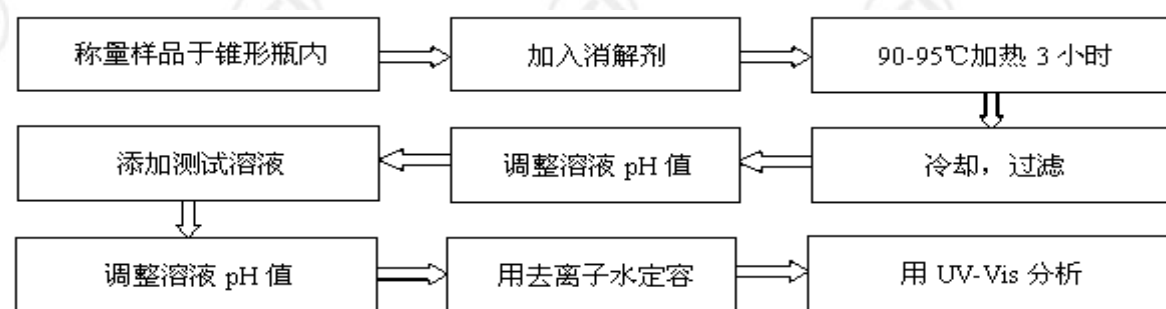 称量样品于锥形瓶内
加入消解剂
90-95℃加热 3 小时
冷却，过滤
调整溶液 pH 值
添加测试溶液
调整溶液 pH 值
用去离子水定容
用 UV-Vis 分析